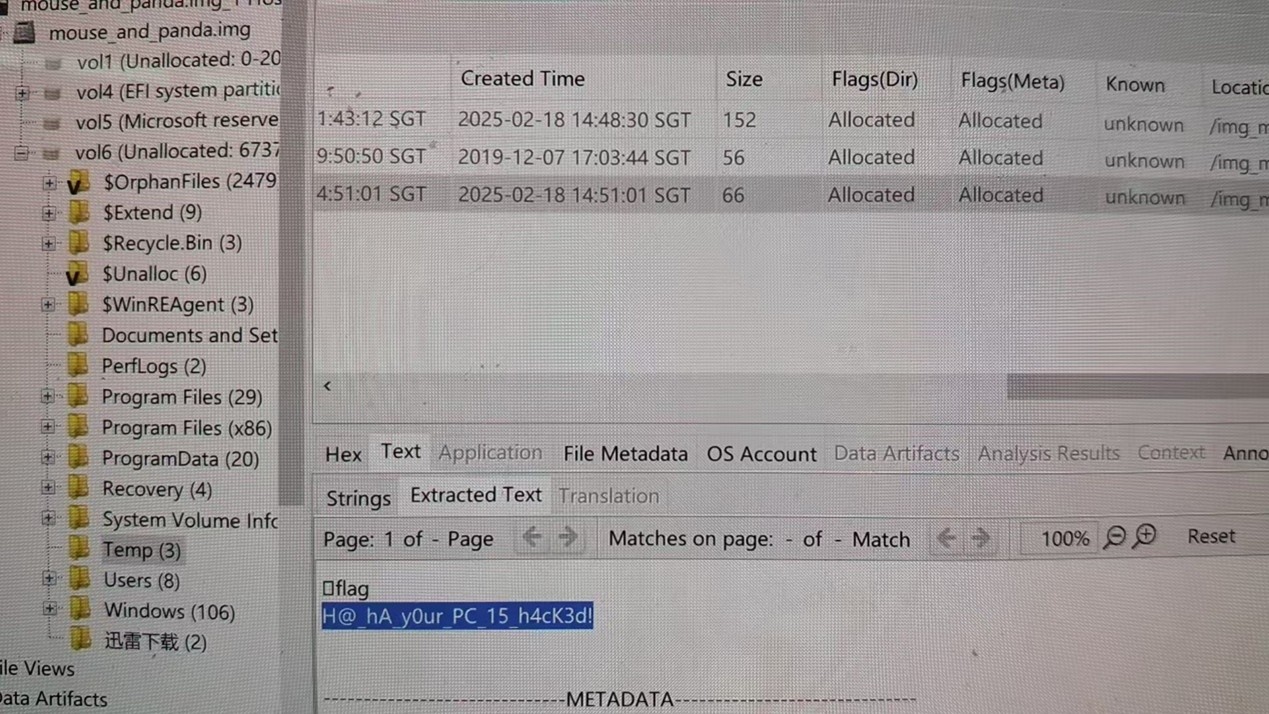 mouse_and_panda.img_1 Hos
mouse_and_panda.img
vol1 (Unallocated: 0-20
vol4 (EFI system partitic
vol5 (Microsoft reserve
vol6 (Unallocated: 6737
$OrphanFiles (2479
$Extend (9)
$Recycle.Bin (3)
$Unalloc (6)
$WinREAgent (3)
Documents and Set
PerfLogs (2)
Program Files (29)
Program Files (x86)
ProgramData (20)
Recovery (4)
System Volume Info
Temp (3)
Users (8)
Windows (106)
迅雷下载 (2)
ile Views
Data Artifacts
Created Time Size Flags(Dir) Flags(Meta) Known Locatio
1:43:12 SGT 2025-02-18 14:48:30 SGT 152 Allocated Allocated unknown /img_m
9:50:50 SGT 2019-12-07 17:03:44 SGT 56 Allocated Allocated unknown /img_m
4:51:01 SGT 2025-02-18 14:51:01 SGT 66 Allocated Allocated unknown /img_m
Hex Text Application File Metadata OS Account Data Artifacts Analysis Results Context Anno
Strings Extracted Text Translation
Page: 1 of - Page Matches on page: - of - Match 100% Reset
flag
H@_hA_y0ur_PC_15_h4cK3d!
------------------------------METADATA------------------------------